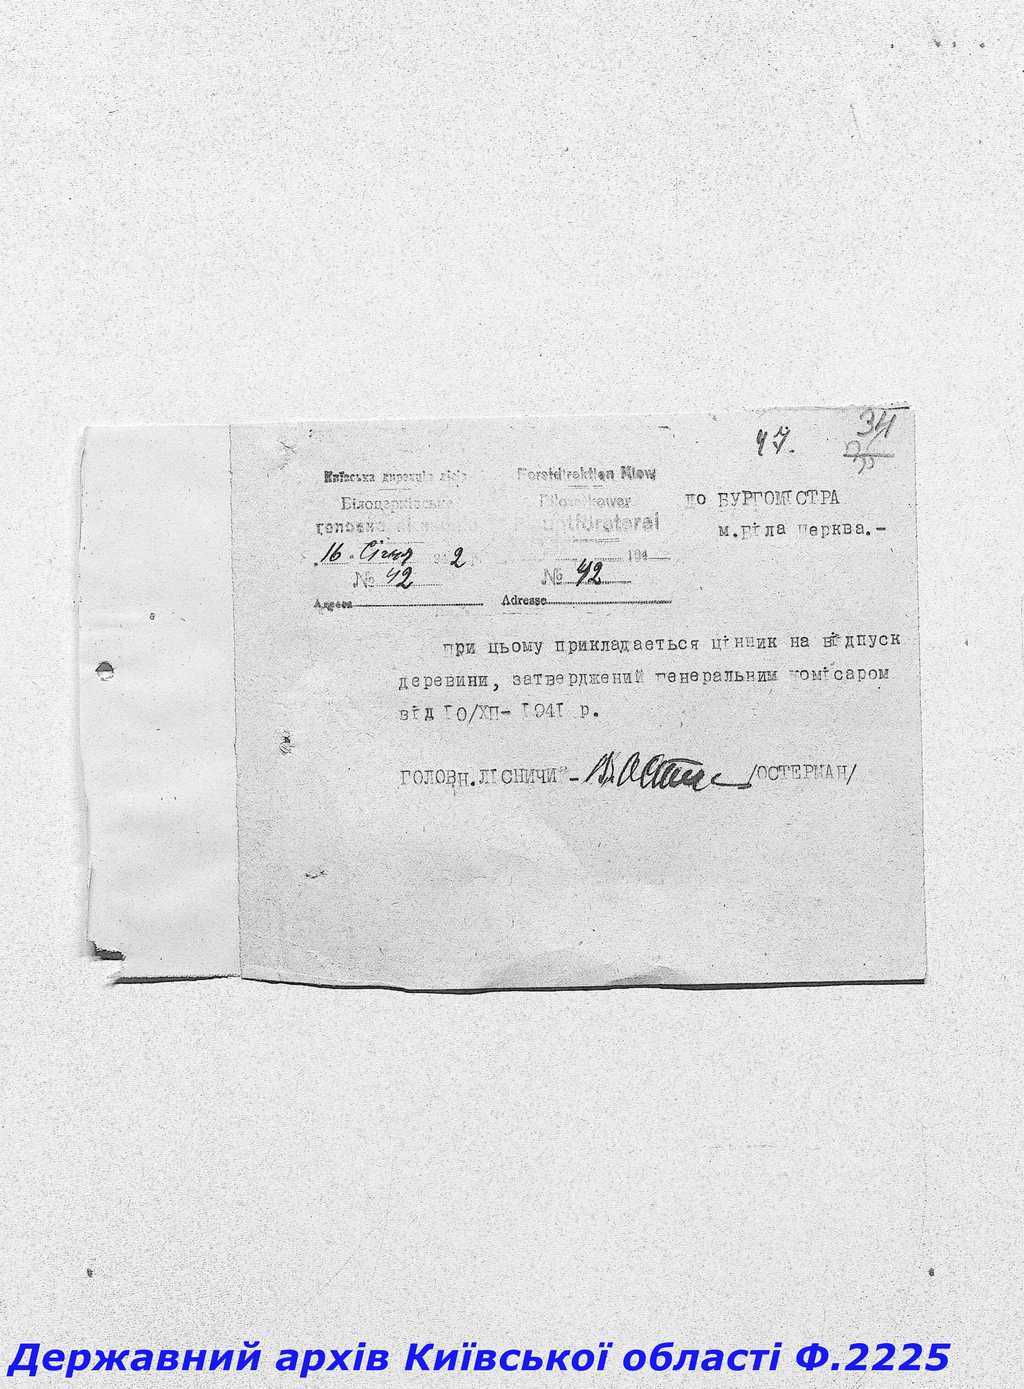 34
47.
Київська дирекція лісів
Forstdirektion Kiew
Білоцерківське
до БУРГОМІСТРА
м.Біла Церква.-
16 Січня 2
194
№ 42
№ 42
Адреса
Adresse
При цьому прикладається цінник на відпуск
деревини, затверджений генеральним комісаром
від 10/ХП- 1941 р.
ГОЛОВН.ЛІСНИЧИЙ- /ОСТЕРМАН/
Державний архів Київської області Ф.2225